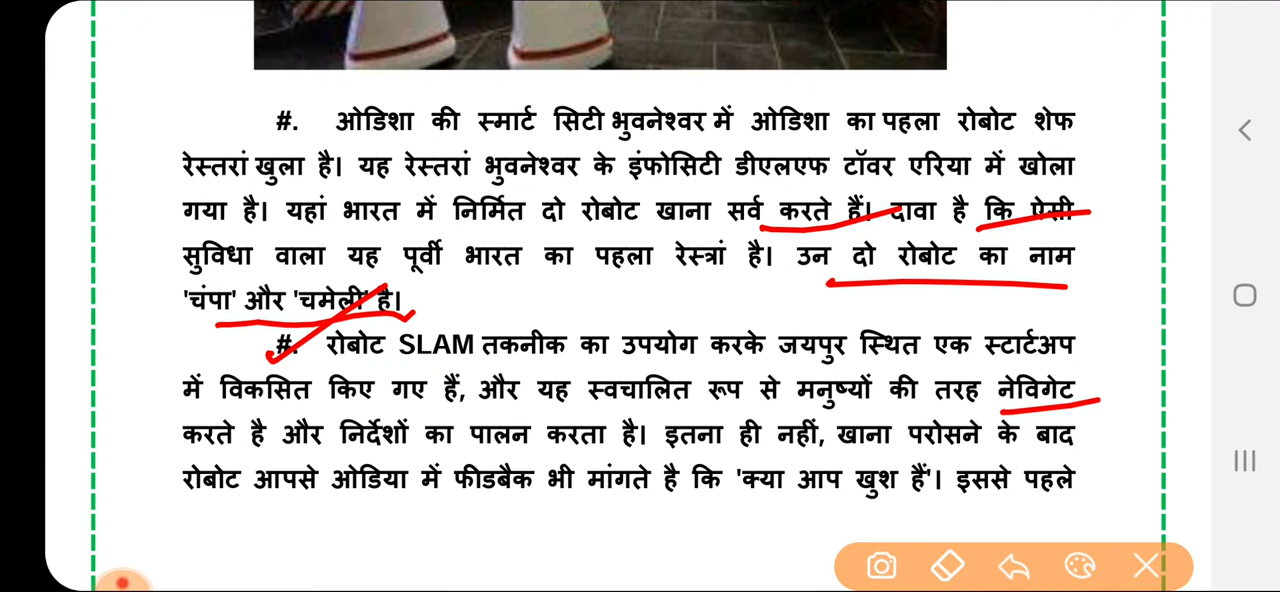 #. ओडिशा की स्मार्ट सिटी भुवनेश्वर में ओडिशा का पहला रोबोट शेफ
रेस्तरां खुला है। यह रेस्तरां भुवनेश्वर के इंफोसिटी डीएलएफ टॉवर एरिया में खोला
गया है। यहां भारत में निर्मित दो रोबोट खाना सर्व करते हैं। दावा है कि ऐसी
सुविधा वाला यह पूर्वी भारत का पहला रेस्त्रां है। उन दो रोबोट का नाम
'चंपा' और 'चमेली' है।
#. रोबोट SLAM तकनीक का उपयोग करके जयपुर स्थित एक स्टार्टअप
में विकसित किए गए हैं, और यह स्वचालित रूप से मनुष्यों की तरह नेविगेट
करते है और निर्देशों का पालन करता है। इतना ही नहीं, खाना परोसने के बाद
रोबोट आपसे ओडिया में फीडबैक भी मांगते है कि 'क्या आप खुश हैं'। इससे पहले